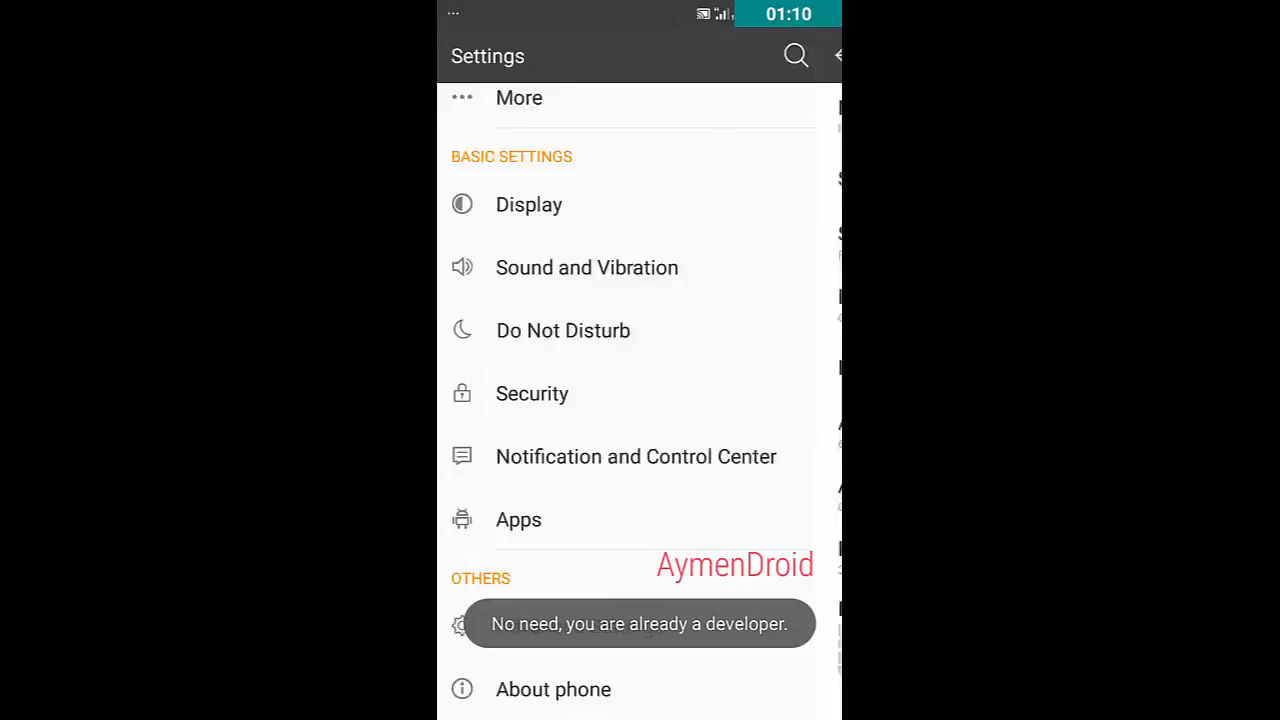 01:10
Settings
More
BASIC SETTINGS
Display
Sound and Vibration
Do Not Disturb
Security
Notification and Control Center
Apps
AymenDroid
OTHERS
No need, you are already a developer.
About phone